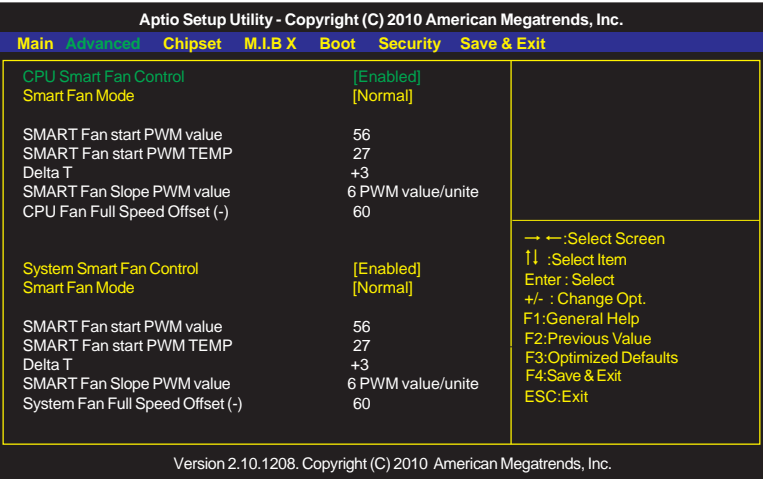 Aptio Setup Utility - Copyright (C) 2010 American Megatrends, Inc.
Main Advanced Chipset M.I.B X Boot Security Save & Exit
CPU Smart Fan Control [Enabled]
Smart Fan Mode [Normal]
SMART Fan start PWM value 56
SMART Fan start PWM TEMP 27
Delta T +3
SMART Fan Slope PWM value 6 PWM value/unite
CPU Fan Full Speed Offset (-) 60
System Smart Fan Control [Enabled]
Smart Fan Mode [Normal]
SMART Fan start PWM value 56
SMART Fan start PWM TEMP 27
Delta T +3
SMART Fan Slope PWM value 6 PWM value/unite
System Fan Full Speed Offset (-) 60
→ ←:Select Screen
↑↓ :Select Item
Enter : Select
+/- : Change Opt.
F1:General Help
F2:Previous Value
F3:Optimized Defaults
F4:Save & Exit
ESC:Exit
Version 2.10.1208. Copyright (C) 2010 American Megatrends, Inc.